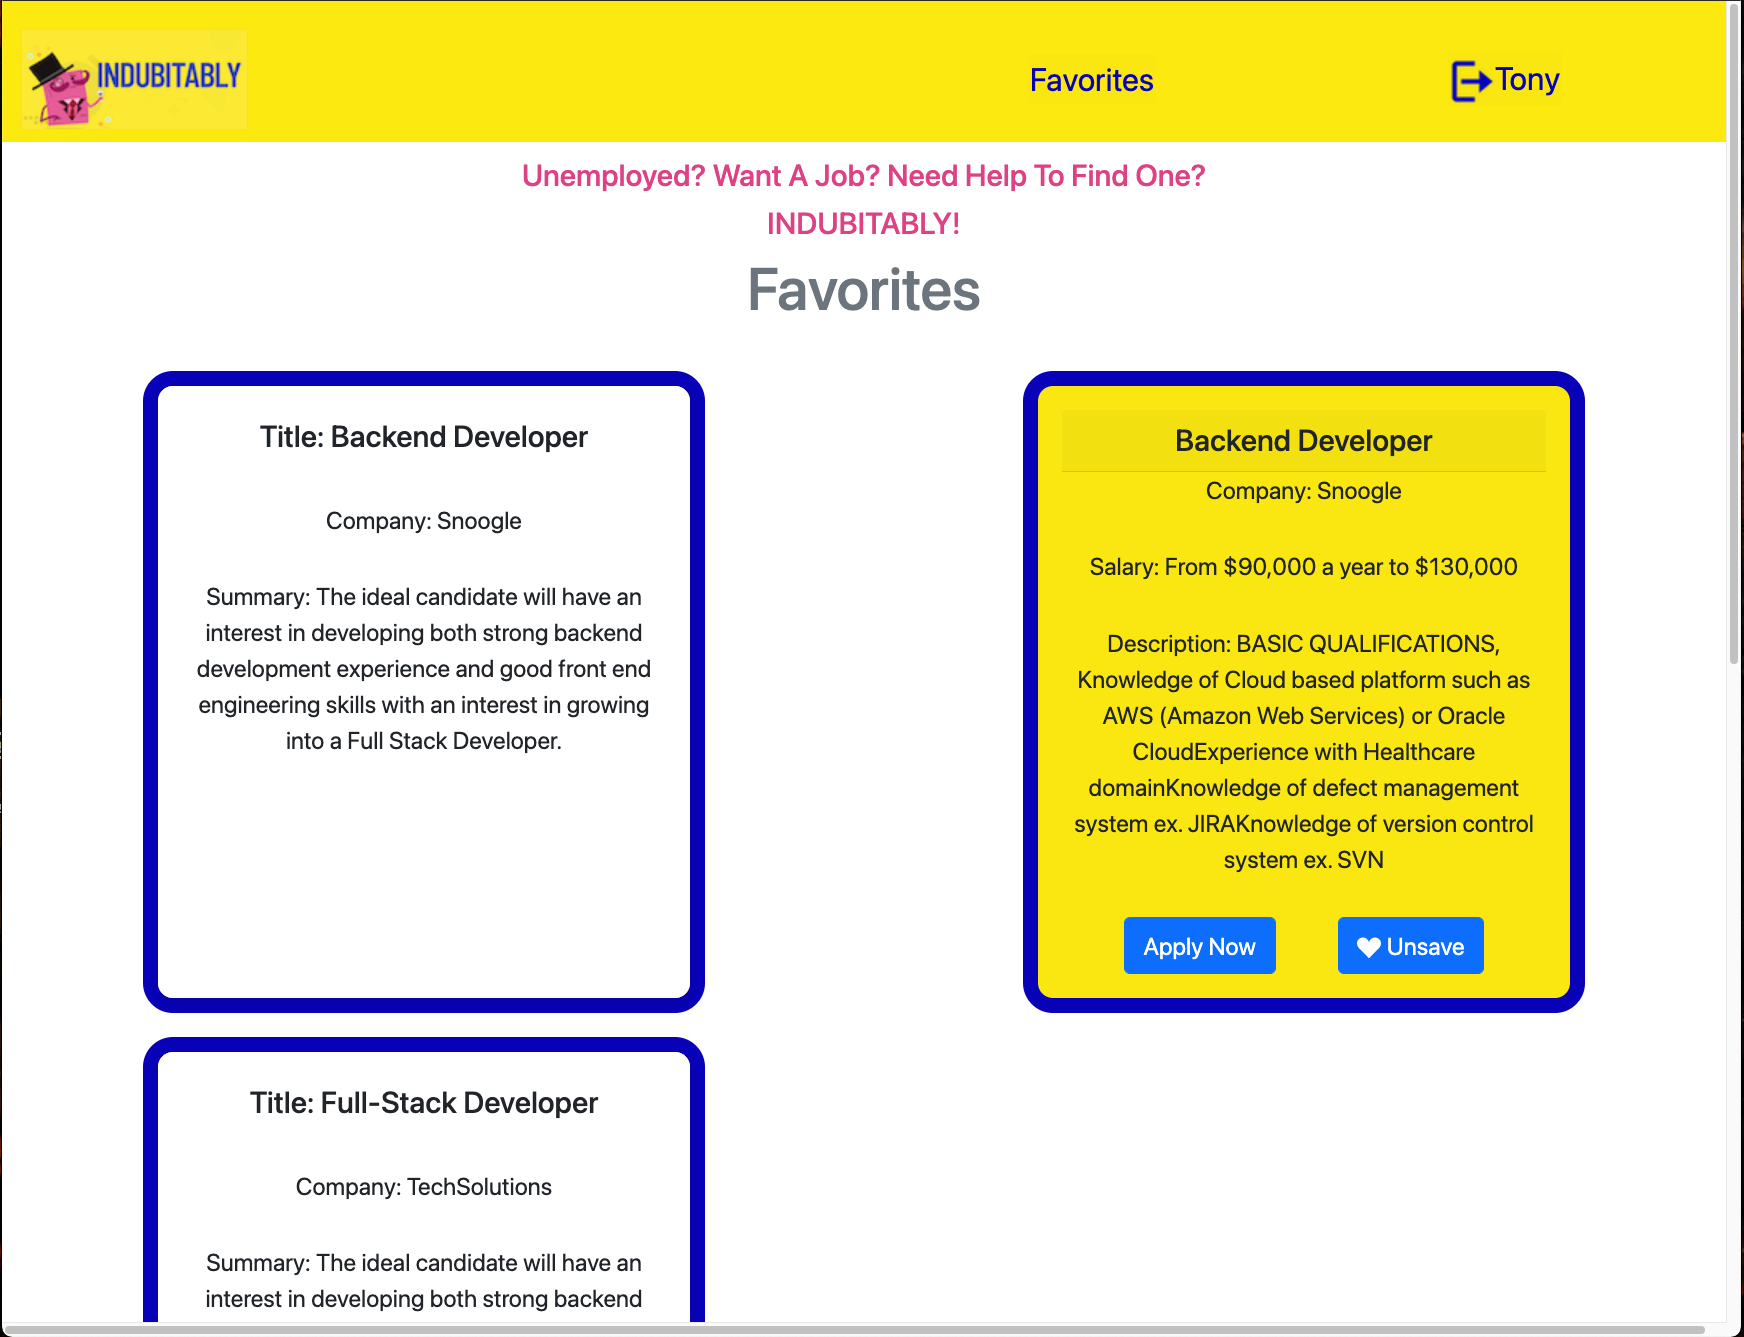 INDUBITABLY
Favorites
Tony
Unemployed? Want A Job? Need Help To Find One?
INDUBITABLY!
Favorites
Title: Backend Developer
Company: Snoogle
Summary: The ideal candidate will have an
interest in developing both strong backend
development experience and good front end
engineering skills with an interest in growing
into a Full Stack Developer.
Backend Developer
Company: Snoogle
Salary: From $90,000 a year to $130,000
Description: BASIC QUALIFICATIONS,
Knowledge of Cloud based platform such as
AWS (Amazon Web Services) or Oracle
CloudExperience with Healthcare
domainKnowledge of defect management
system ex. JIRAKnowledge of version control
system ex. SVN
Apply Now
Unsave
Title: Full-Stack Developer
Company: TechSolutions
Summary: The ideal candidate will have an
interest in developing both strong backend